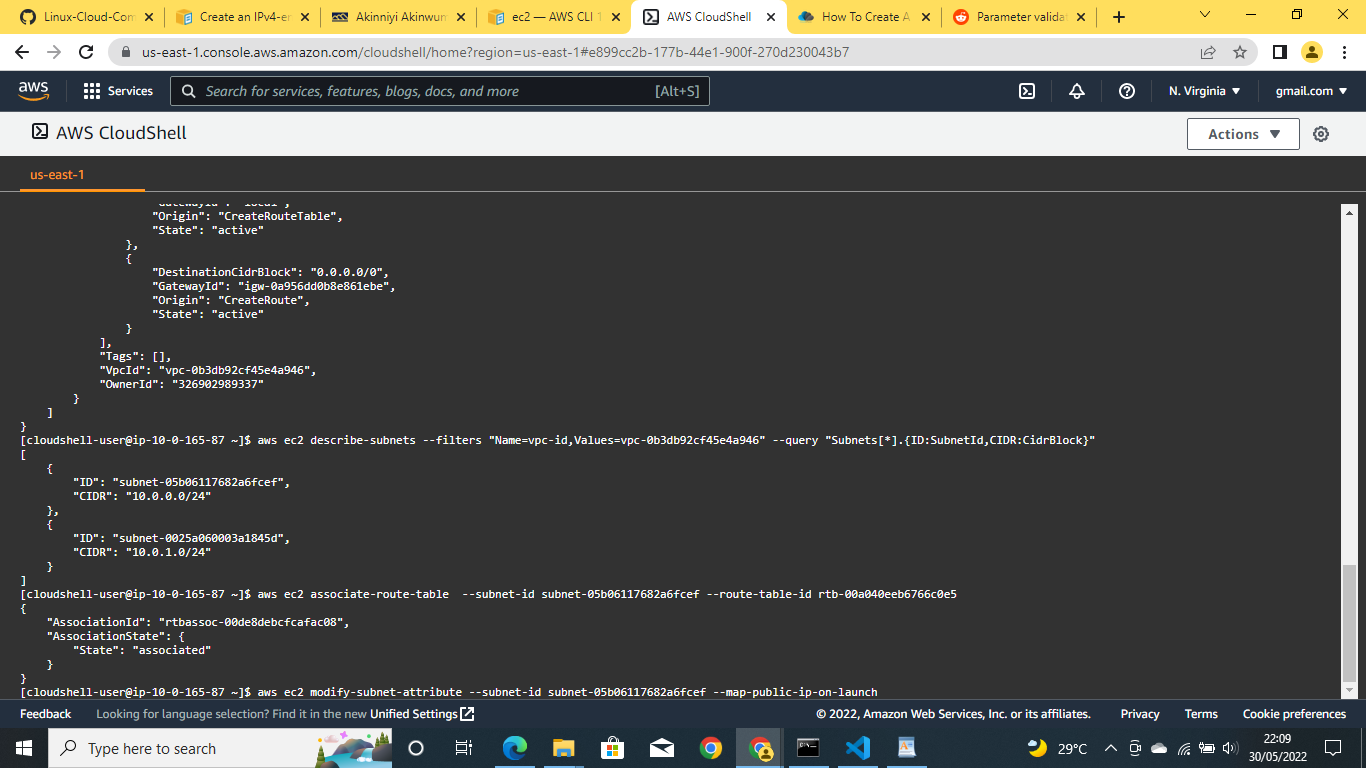 Linux-Cloud-Com
Create an IPv4-en
Akinniyi Akinwum
ec2 — AWS CLI 1
AWS CloudShell
How To Create A
Parameter validat
us-east-1.console.aws.amazon.com/cloudshell/home?region=us-east-1#e899cc2b-177b-44e1-900f-270d230043b7
aws
Services
Search for services, features, blogs, docs, and more
[Alt+S]
N. Virginia
gmail.com
AWS CloudShell
Actions
us-east-1
"GatewayId": "local",
"Origin": "CreateRouteTable",
"State": "active"
},
{
"DestinationCidrBlock": "0.0.0.0/0",
"GatewayId": "igw-0a956dd0b8e861ebe",
"Origin": "CreateRoute",
"State": "active"
}
],
"Tags": [],
"VpcId": "vpc-0b3db92cf45e4a946",
"OwnerId": "326902989337"
}
]
}
[cloudshell-user@ip-10-0-165-87 ~]$ aws ec2 describe-subnets --filters "Name=vpc-id,Values=vpc-0b3db92cf45e4a946" --query "Subnets[*].{ID:SubnetId,CIDR:CidrBlock}"
[
{
"ID": "subnet-05b06117682a6fcef",
"CIDR": "10.0.0.0/24"
},
{
"ID": "subnet-0025a060003a1845d",
"CIDR": "10.0.1.0/24"
}
]
[cloudshell-user@ip-10-0-165-87 ~]$ aws ec2 associate-route-table  --subnet-id subnet-05b06117682a6fcef --route-table-id rtb-00a040eeb6766c0e5
{
"AssociationId": "rtbassoc-00de8debcfcafac08",
"AssociationState": {
"State": "associated"
}
}
[cloudshell-user@ip-10-0-165-87 ~]$ aws ec2 modify-subnet-attribute --subnet-id subnet-05b06117682a6fcef --map-public-ip-on-launch
Feedback
Looking for language selection? Find it in the new Unified Settings
© 2022, Amazon Web Services, Inc. or its affiliates.
Privacy
Terms
Cookie preferences
Type here to search
29°C
22:09
30/05/2022